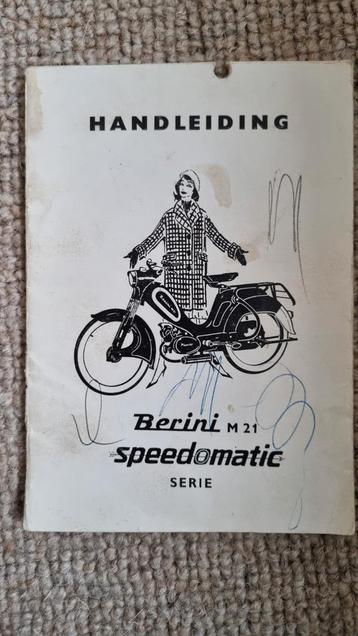 HANDLEIDING
Berini M 21
speedomatic
SERIE